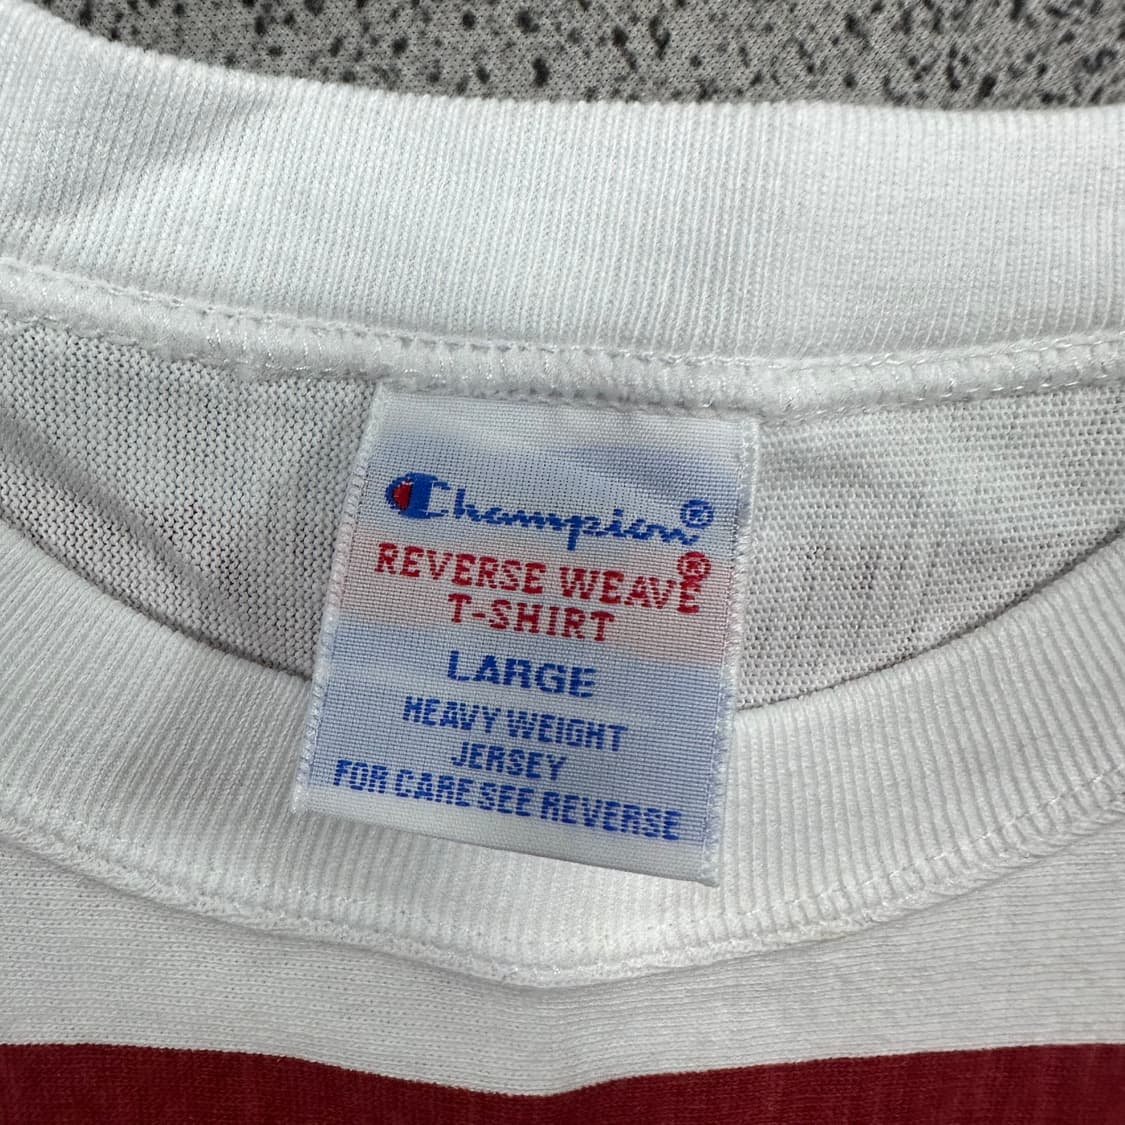 Champion®
REVERSE WEAVE®
T-SHIRT
LARGE
HEAVY WEIGHT
JERSEY
FOR CARE SEE REVERSE